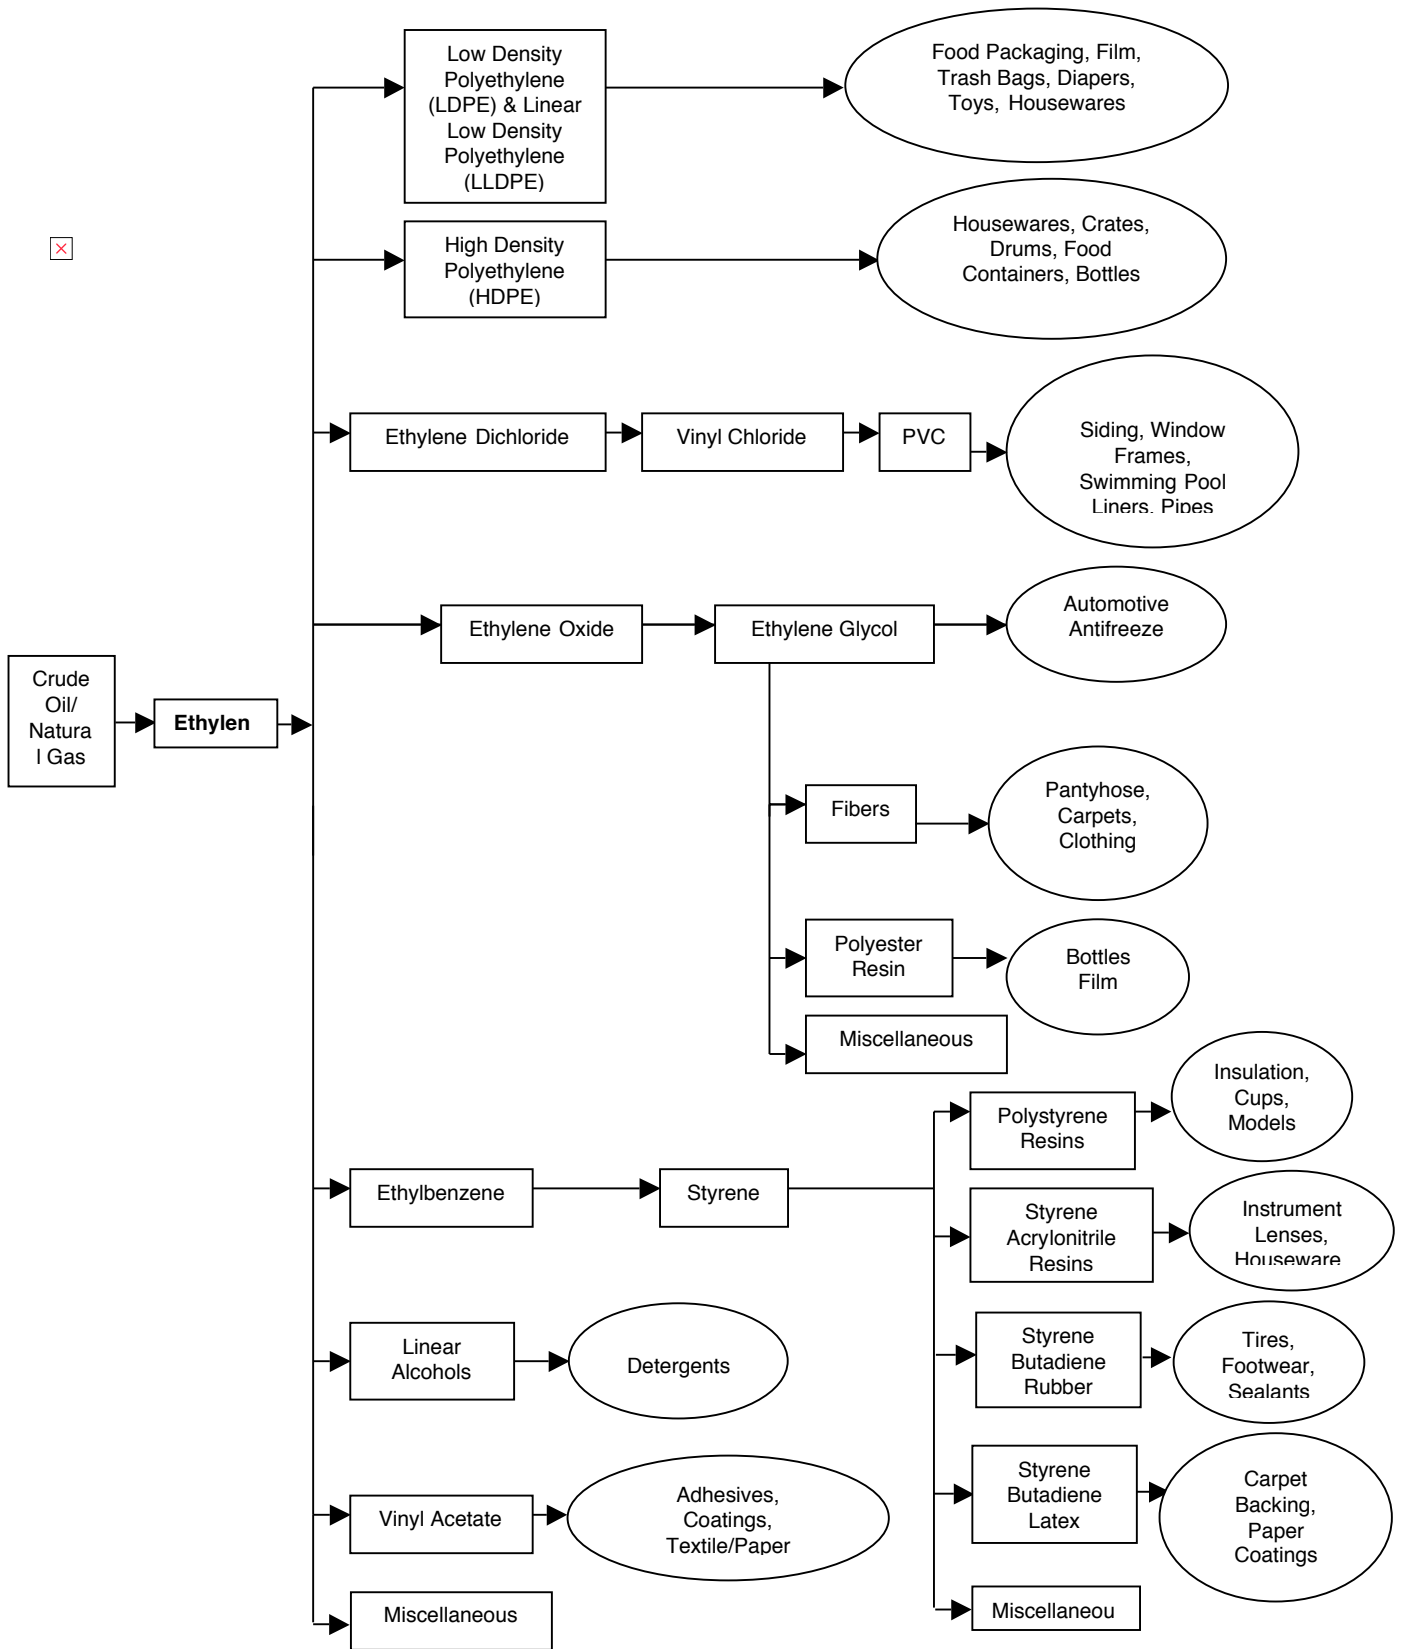 Low Density
Polyethylene
(LDPE) & Linear
Low Density
Polyethylene
(LLDPE)
Food Packaging, Film,
Trash Bags, Diapers,
Toys, Housewares
High Density
Polyethylene
(HDPE)
Housewares, Crates,
Drums, Food
Containers, Bottles
Ethylene Dichloride
Vinyl Chloride
PVC
Siding, Window
Frames,
Swimming Pool
Liners, Pipes
Ethylene Oxide
Ethylene Glycol
Automotive
Antifreeze
Crude
Oil/
Natura
l Gas
Ethylen
Fibers
Pantyhose,
Carpets,
Clothing
Polyester
Resin
Bottles
Film
Miscellaneous
Polystyrene
Resins
Insulation,
Cups,
Models
Ethylbenzene
Styrene
Styrene
Acrylonitrile
Resins
Instrument
Lenses,
Houseware
Linear
Alcohols
Detergents
Styrene
Butadiene
Rubber
Tires,
Footwear,
Sealants
Vinyl Acetate
Adhesives,
Coatings,
Textile/Paper
Styrene
Butadiene
Latex
Carpet
Backing,
Paper
Coatings
Miscellaneous
Miscellaneou